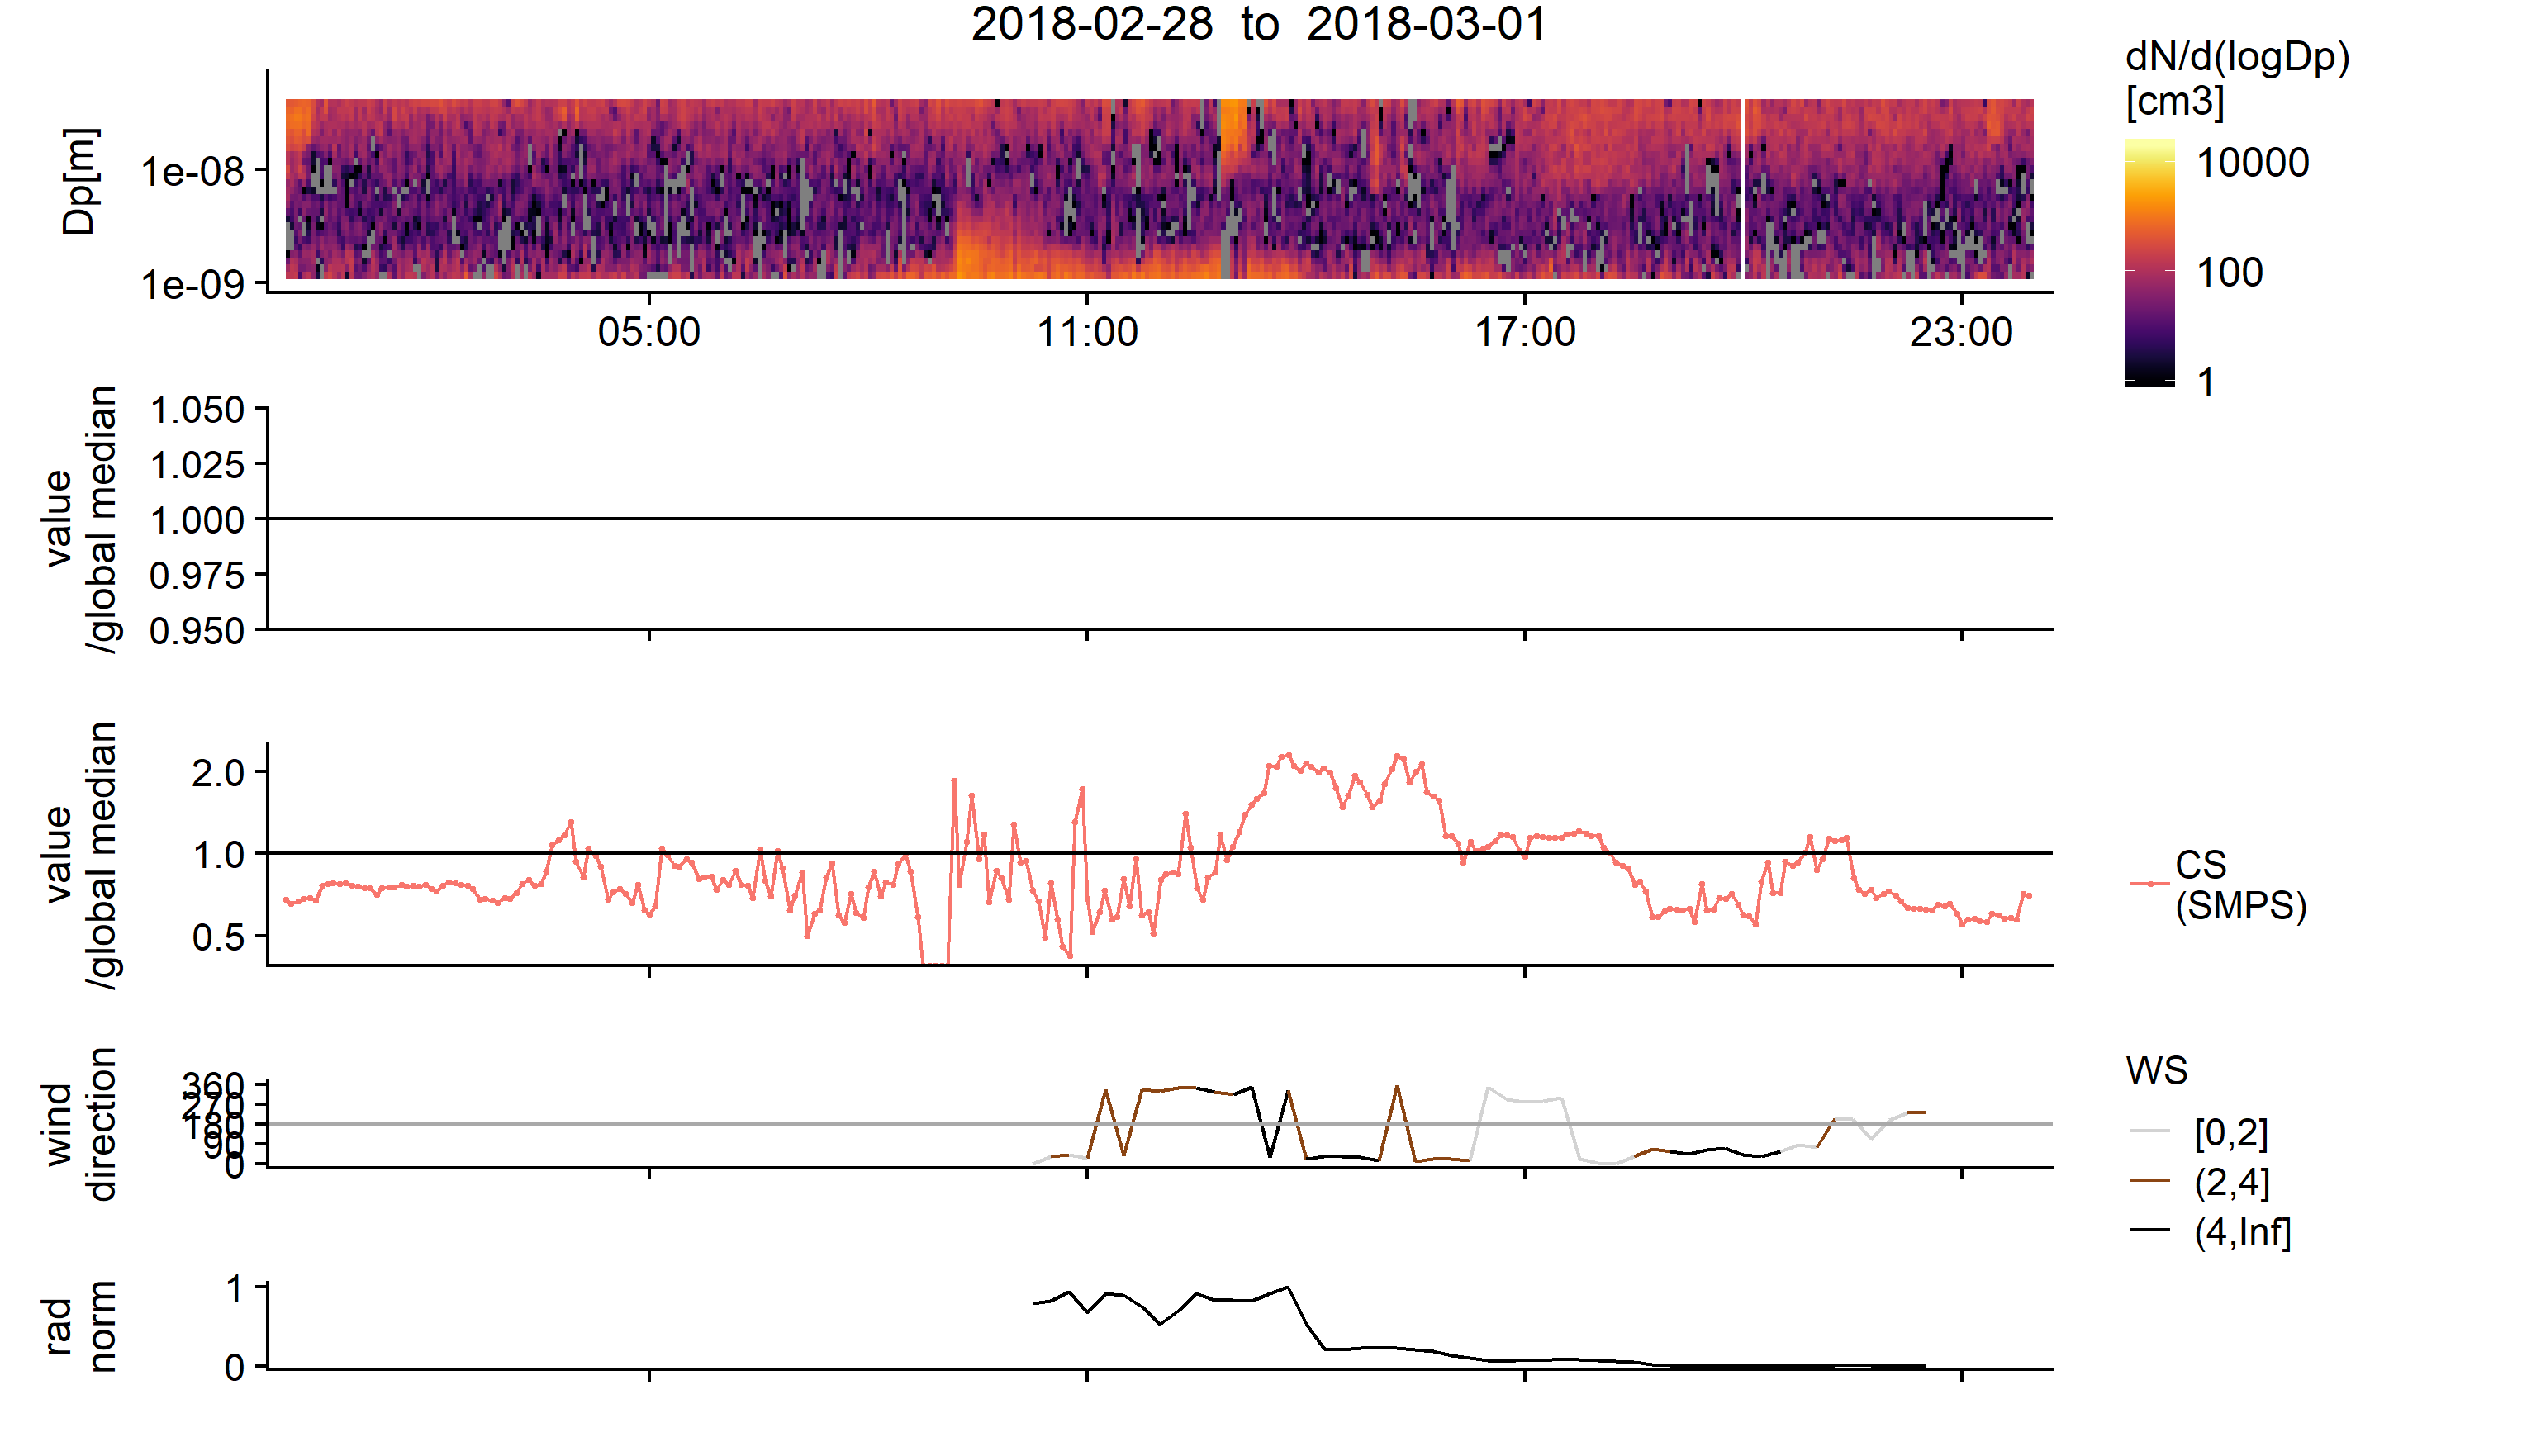 2018-02-28 to 2018-03-01
Dp[m]
1e-08
1e-09
05:00
11:00
17:00
23:00
dN/d(logDp)
[cm3]
10000
100
1
value
/global median
1.050
1.025
1.000
0.975
0.950
value
/global median
2.0
1.0
0.5
CS
(SMPS)
wind
direction
360
270
180
90
0
WS
[0,2]
(2,4]
(4,Inf]
rad
norm
1
0